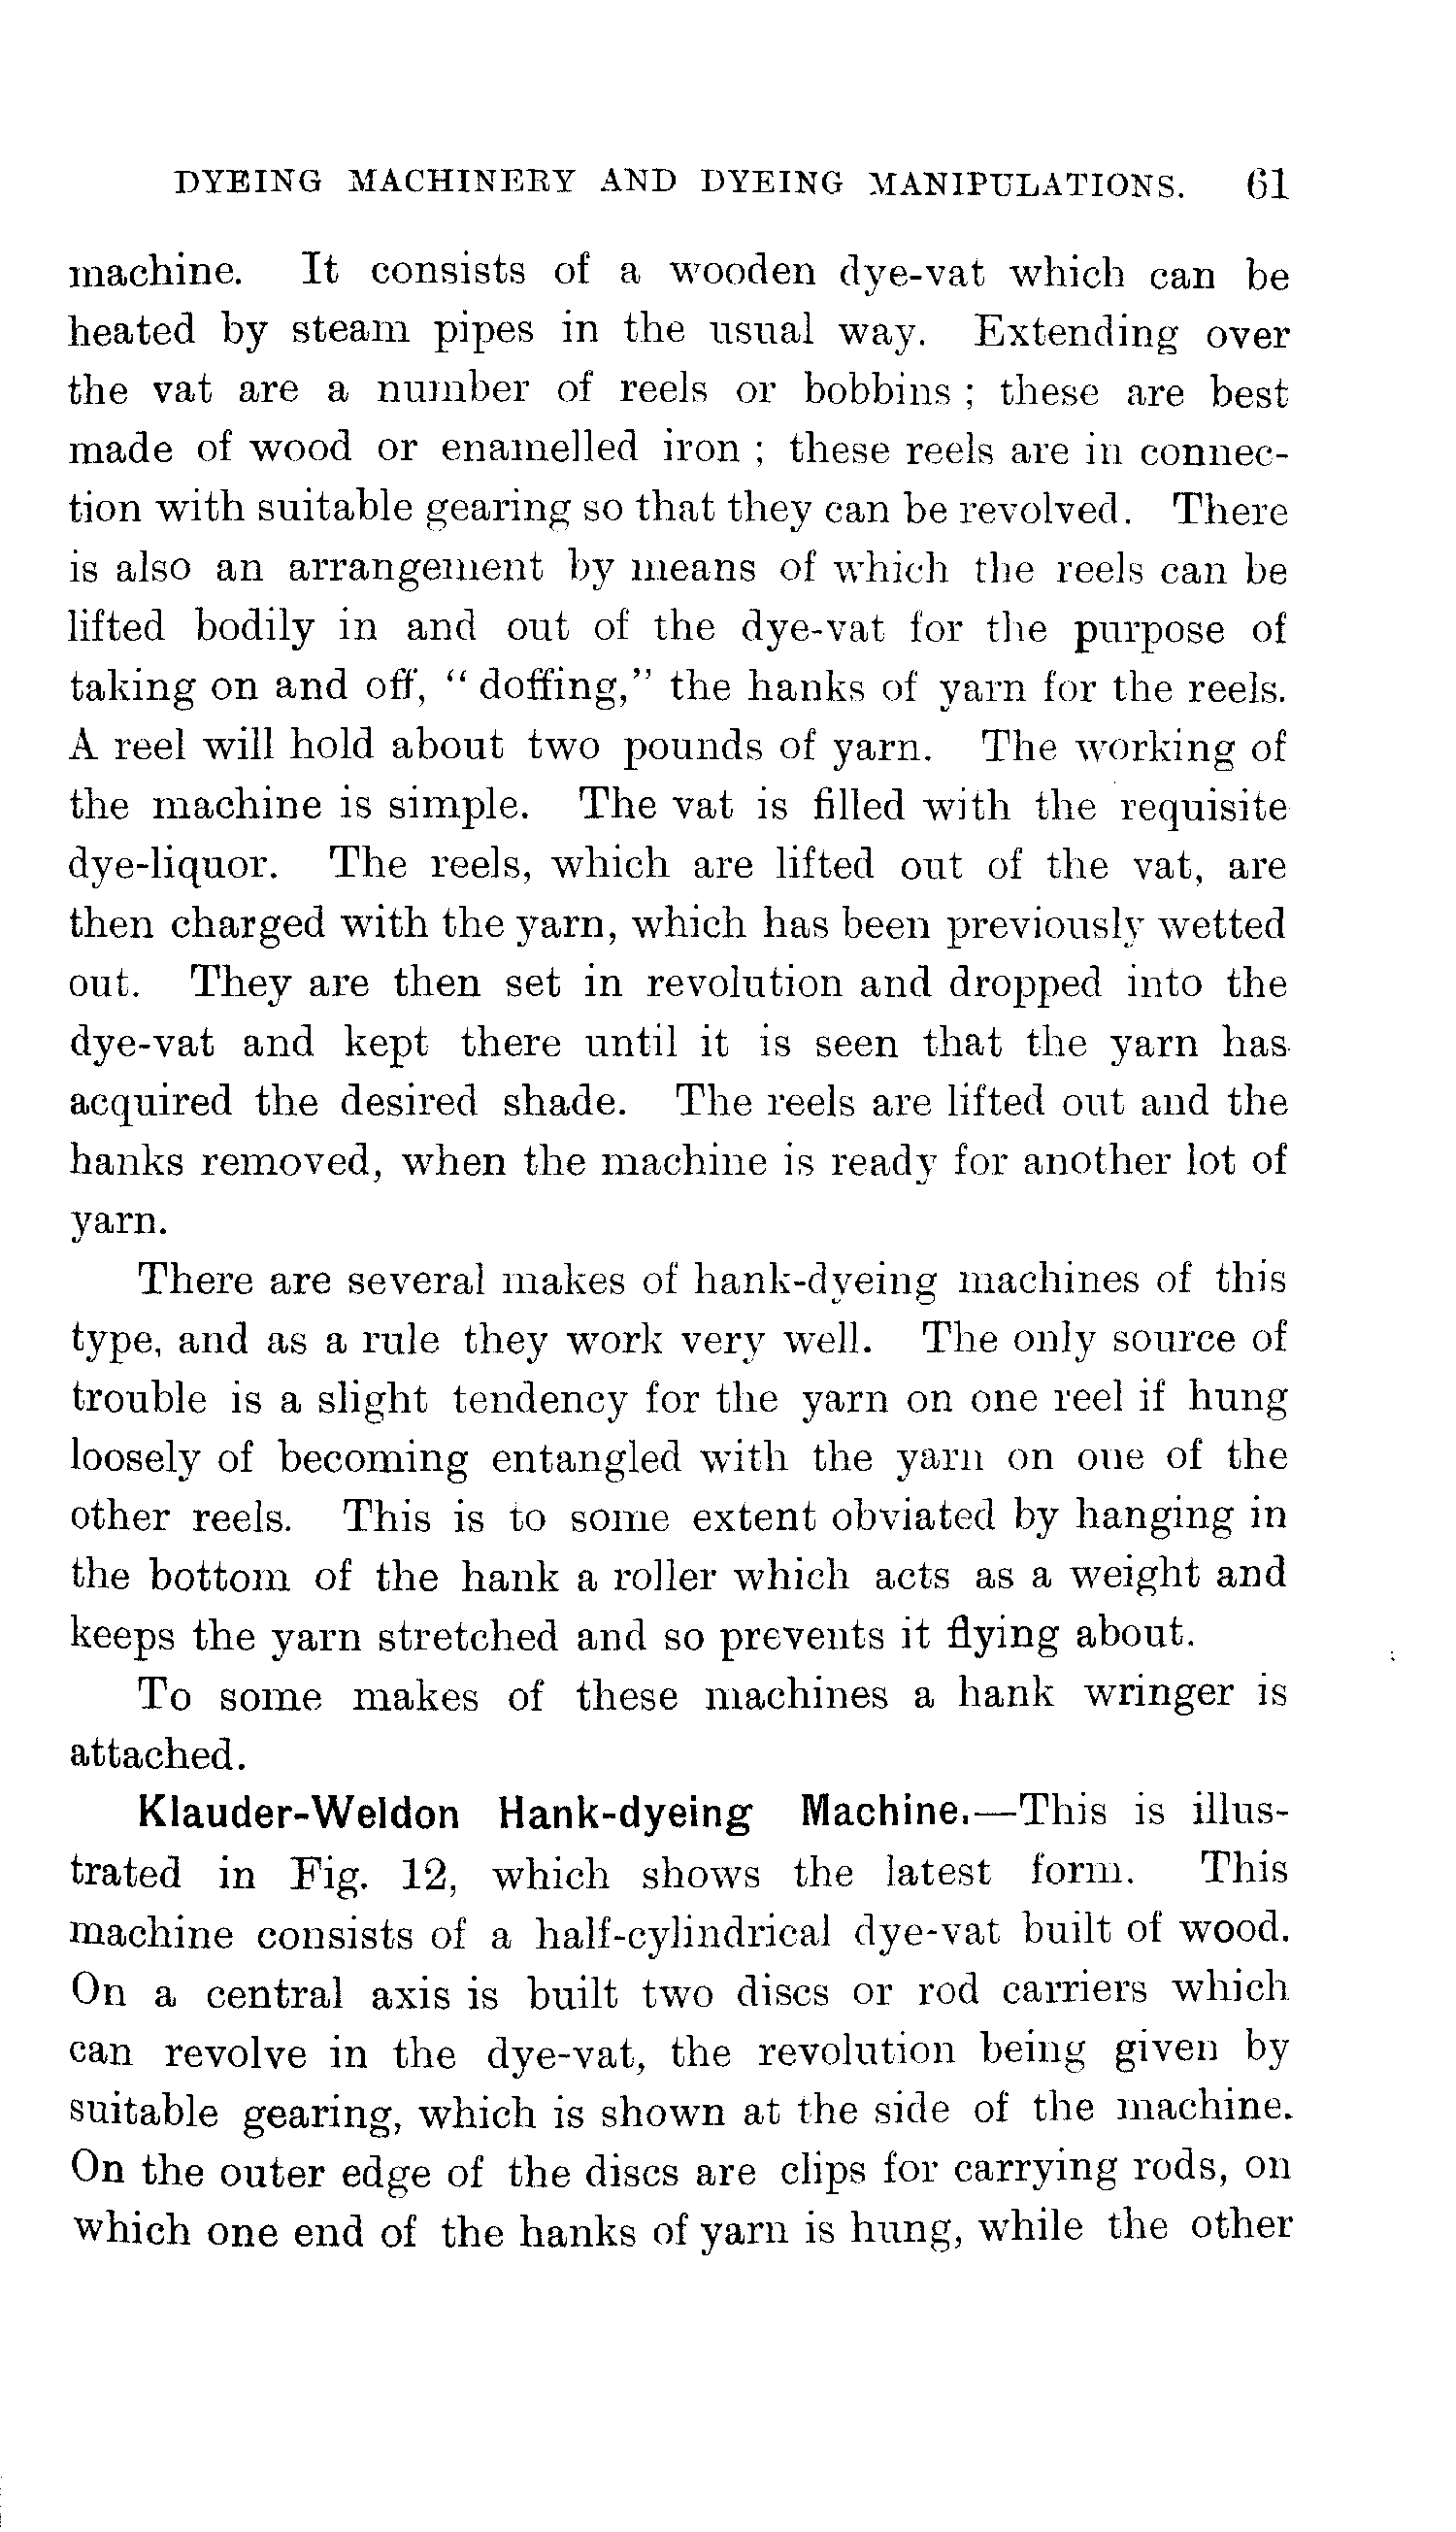 DYEING MACHINERY AND DYEING MANIPULATIONS. 61
machine. It consists of a wooden dye-vat which can be
heated by steam pipes in the usual way. Extending over
the vat are a number of reels or bobbins ; these are best
made of wood or enamelled iron ; these reels are in connec-
tion with suitable gearing so that they can be revolved. There
is also an arrangement by means of which the reels can be
lifted bodily in and out of the dye-vat for the purpose of
taking on and off, “ doffing,” the hanks of yarn for the reels.
A reel will hold about two pounds of yarn. The working of
the machine is simple. The vat is filled with the requisite
dye-liquor. The reels, which are lifted out of the vat, are
then charged with the yarn, which has been previously wetted
out. They are then set in revolution and dropped into the
dye-vat and kept there until it is seen that the yarn has
acquired the desired shade. The reels are lifted out and the
hanks removed, when the machine is ready for another lot of
yarn.
There are several makes of hank-dyeing machines of this
type, and as a rule they work very well. The only source of
trouble is a slight tendency for the yarn on one reel if hung
loosely of becoming entangled with the yarn on one of the
other reels. This is to some extent obviated by hanging in
the bottom of the hank a roller which acts as a weight and
keeps the yarn stretched and so prevents it flying about.
To some makes of these machines a hank wringer is
attached.
Klauder-Weldon Hank-dyeing Machine.—This is illus-
trated in Fig. 12, which shows the latest form. This
machine consists of a half-cylindrical dye-vat built of wood.
On a central axis is built two discs or rod carriers which
can revolve in the dye-vat, the revolution being given by
suitable gearing, which is shown at the side of the machine.
On the outer edge of the discs are clips for carrying rods, on
which one end of the hanks of yarn is hung, while the other